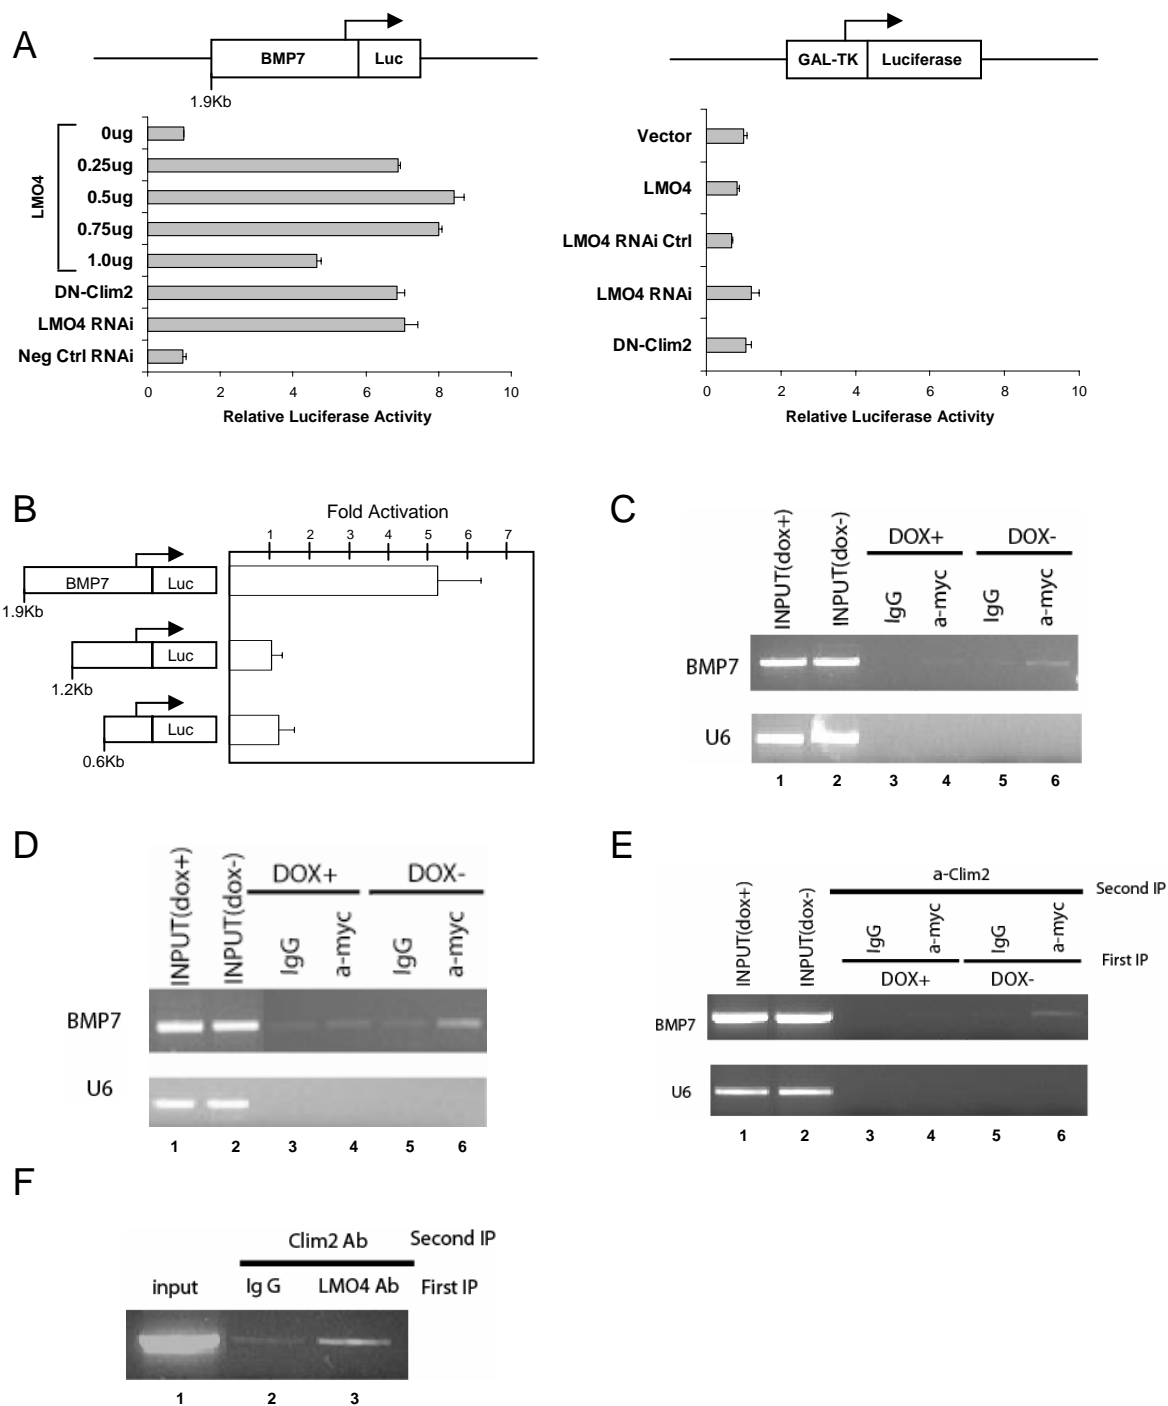 A
BMP7 Luc
1.9Kb
LMO4
0ug
0.25ug
0.5ug
0.75ug
1.0ug
DN-Clim2
LMO4 RNAi
Neg Ctrl RNAi
0 2 4 6 8 10
Relative Luciferase Activity
GAL-TK Luciferase
Vector
LMO4
LMO4 RNAi Ctrl
LMO4 RNAi
DN-Clim2
0 2 4 6 8 10
Relative Luciferase Activity
B
Fold Activation
1 2 3 4 5 6 7
BMP7 Luc
1.9Kb
Luc
1.2Kb
Luc
0.6Kb
C
INPUT(dox+)
INPUT(dox-)
DOX+ DOX-
IgG
a-myc
IgG
a-myc
BMP7
U6
1 2 3 4 5 6
D
INPUT(dox+)
INPUT(dox-)
DOX+ DOX-
IgG
a-myc
IgG
a-myc
BMP7
U6
1 2 3 4 5 6
E
INPUT(dox+)
INPUT(dox-)
a-Clim2
Second IP
IgG
a-myc
IgG
a-myc
First IP
DOX+ DOX-
BMP7
U6
1 2 3 4 5 6
F
Clim2 Ab Second IP
input Ig G LMO4 Ab First IP
1 2 3